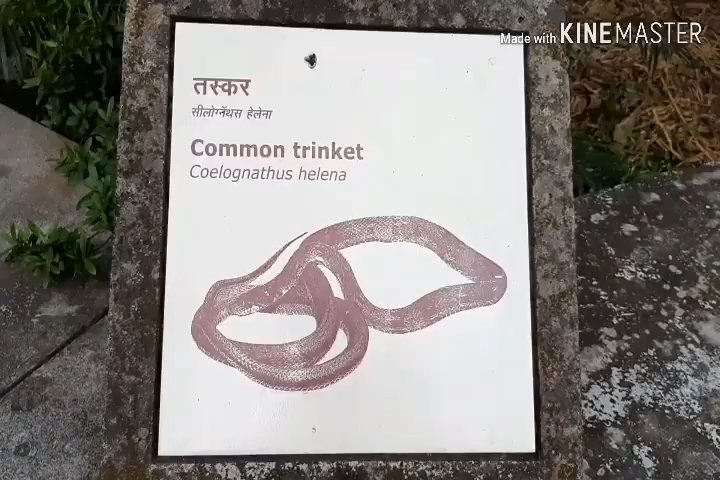 Made with KINEMASTER
तस्कर
सीलोग्नॅथस हेलेना
Common trinket
Coelognathus helena